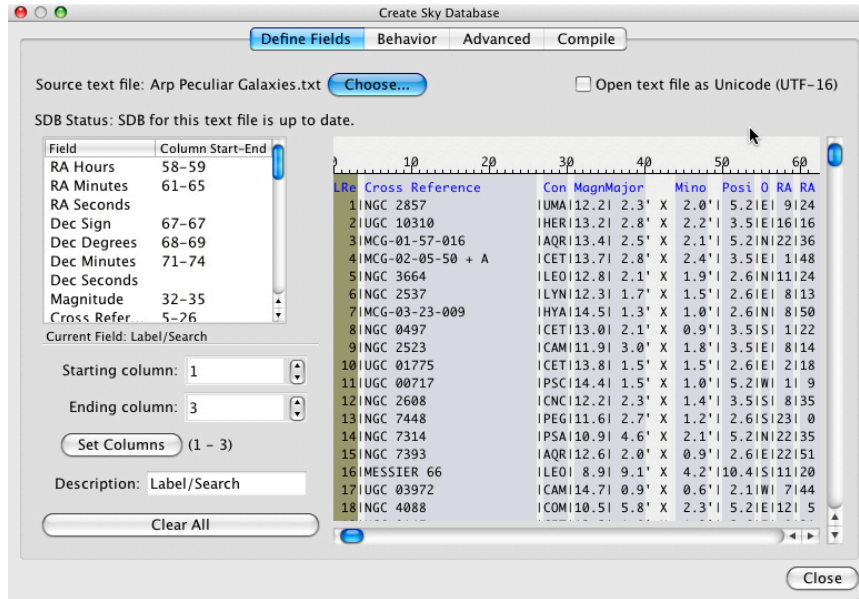 Create Sky Database
Define Fields Behavior Advanced Compile
Source text file: Arp Peculiar Galaxies.txt Choose... Open text file as Unicode (UTF-16)
SDB Status: SDB for this text file is up to date.
Field Column Start-End
RA Hours 58-59
RA Minutes 61-65
RA Seconds
Dec Sign 67-67
Dec Degrees 68-69
Dec Minutes 71-74
Dec Seconds
Magnitude 32-35
Cross Refer... 5-26
Current Field: Label/Search
Starting column: 1
Ending column: 3
Set Columns (1 - 3)
Description: Label/Search
Clear All
10 20 30 40 50 60
LRe Cross Reference Con MagnMajor Mino Posi O RA RA
1|NGC 2857 |UMA|12.2| 2.3' X 2.0'| 5.2|E| 9|24
2|UGC 10310 |HER|13.2| 2.8' X 2.2'| 3.5|E|16|16
3|MCG-01-57-016 |AQR|13.4| 2.5' X 2.1'| 5.2|N|22|36
4|MCG-02-05-50 + A |CET|13.7| 2.8' X 2.4'| 3.5|E| 1|48
5|NGC 3664 |LEO|12.8| 2.1' X 1.9'| 2.6|N|11|24
6|NGC 2537 |LYN|12.3| 1.7' X 1.5'| 2.6|E| 8|13
7|MCG-03-23-009 |HYA|14.5| 1.3' X 1.0'| 2.6|N| 8|50
8|NGC 0497 |CET|13.0| 2.1' X 0.9'| 3.5|S| 1|22
9|NGC 2523 |CAM|11.9| 3.0' X 1.8'| 3.5|E| 8|14
10|UGC 01775 |CET|13.8| 1.5' X 1.5'| 2.6|E| 2|18
11|UGC 00717 |PSC|14.4| 1.5' X 1.0'| 5.2|W| 1| 9
12|NGC 2608 |CNC|12.2| 2.3' X 1.4'| 3.5|S| 8|35
13|NGC 7448 |PEG|11.6| 2.7' X 1.2'| 2.6|S|23| 0
14|NGC 7314 |PSA|10.9| 4.6' X 2.1'| 5.2|N|22|35
15|NGC 7393 |AQR|12.6| 2.0' X 0.9'| 2.6|E|22|51
16|MESSIER 66 |LEO| 8.9| 9.1' X 4.2'|10.4|S|11|20
17|UGC 03972 |CAM|14.7| 0.9' X 0.6'| 2.1|W| 7|44
18|NGC 4088 |COM|10.5| 5.8' X 2.3'| 5.2|E|12| 5
Close